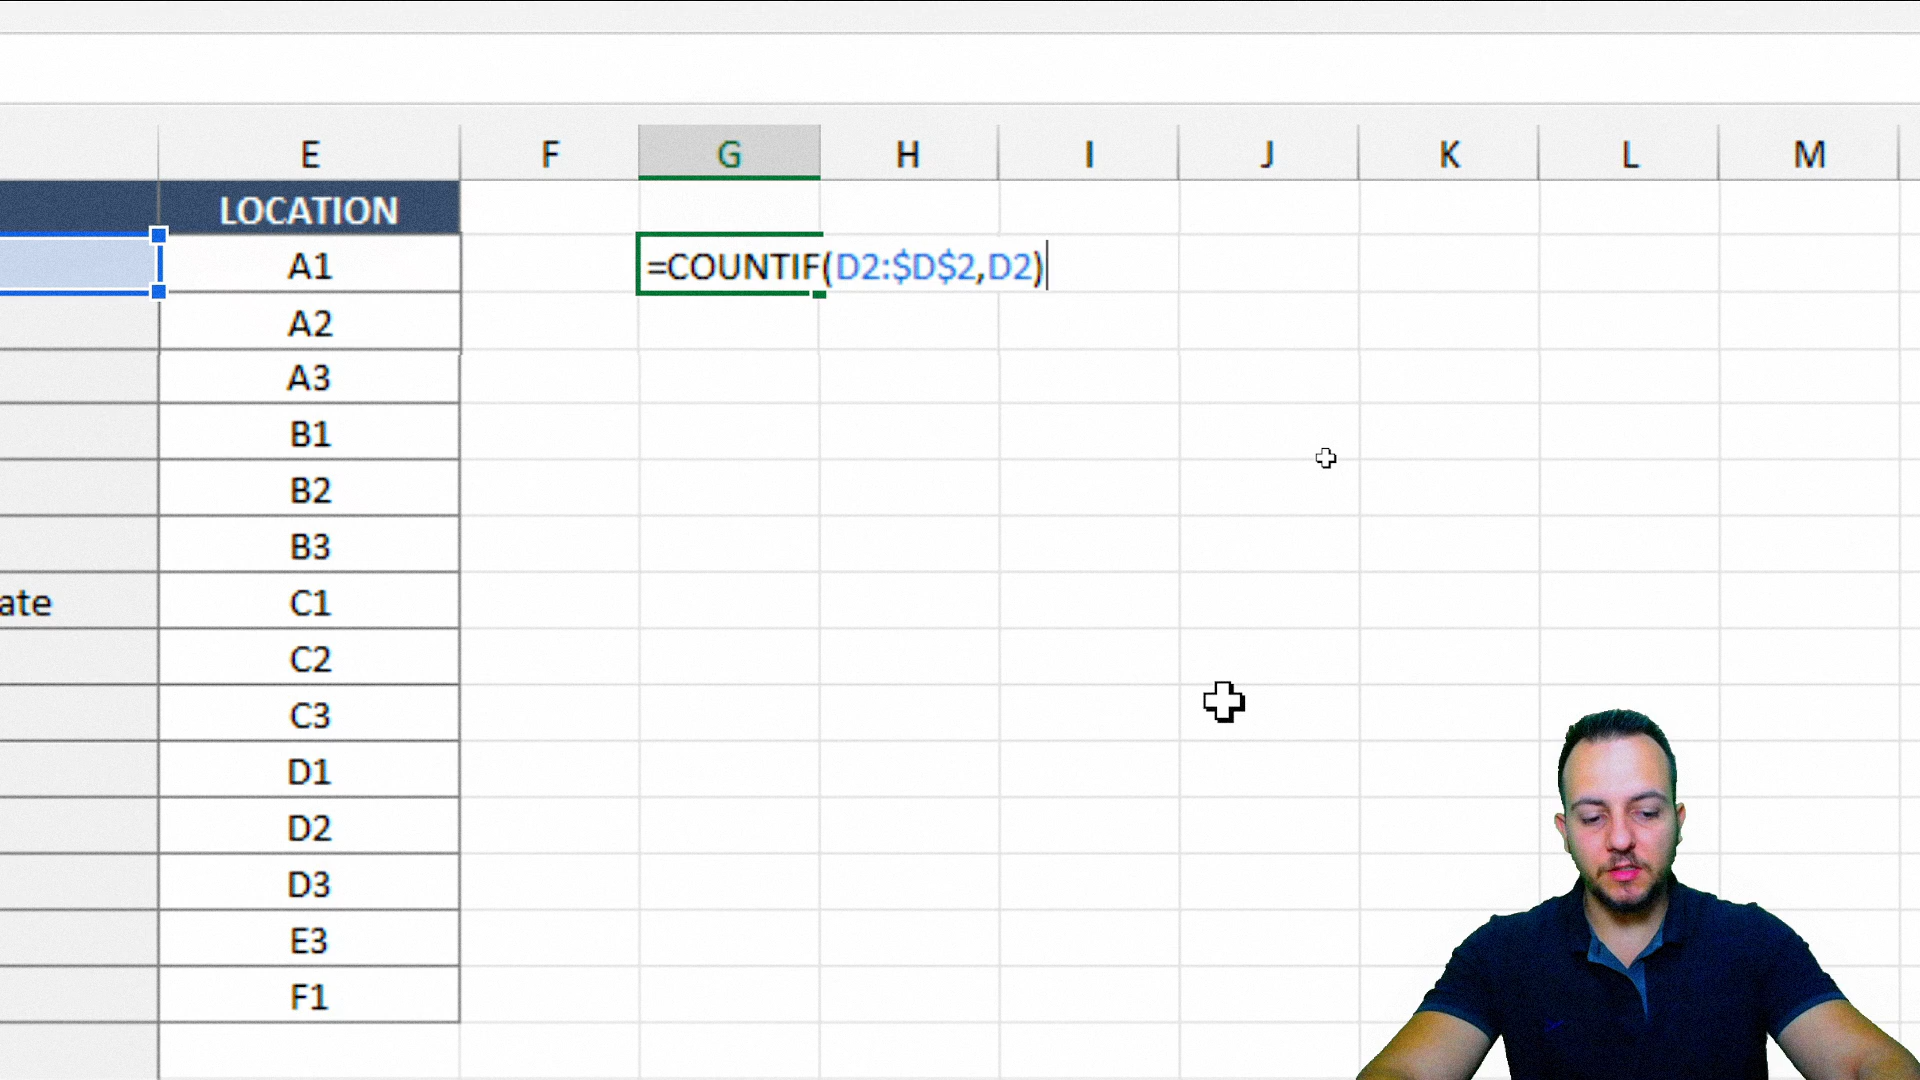 E F G H I J K L M
LOCATION
A1 =COUNTIF(D2:$D$2,D2)
A2
A3
B1
B2
B3
ate C1
C2
C3
D1
D2
D3
E3
F1